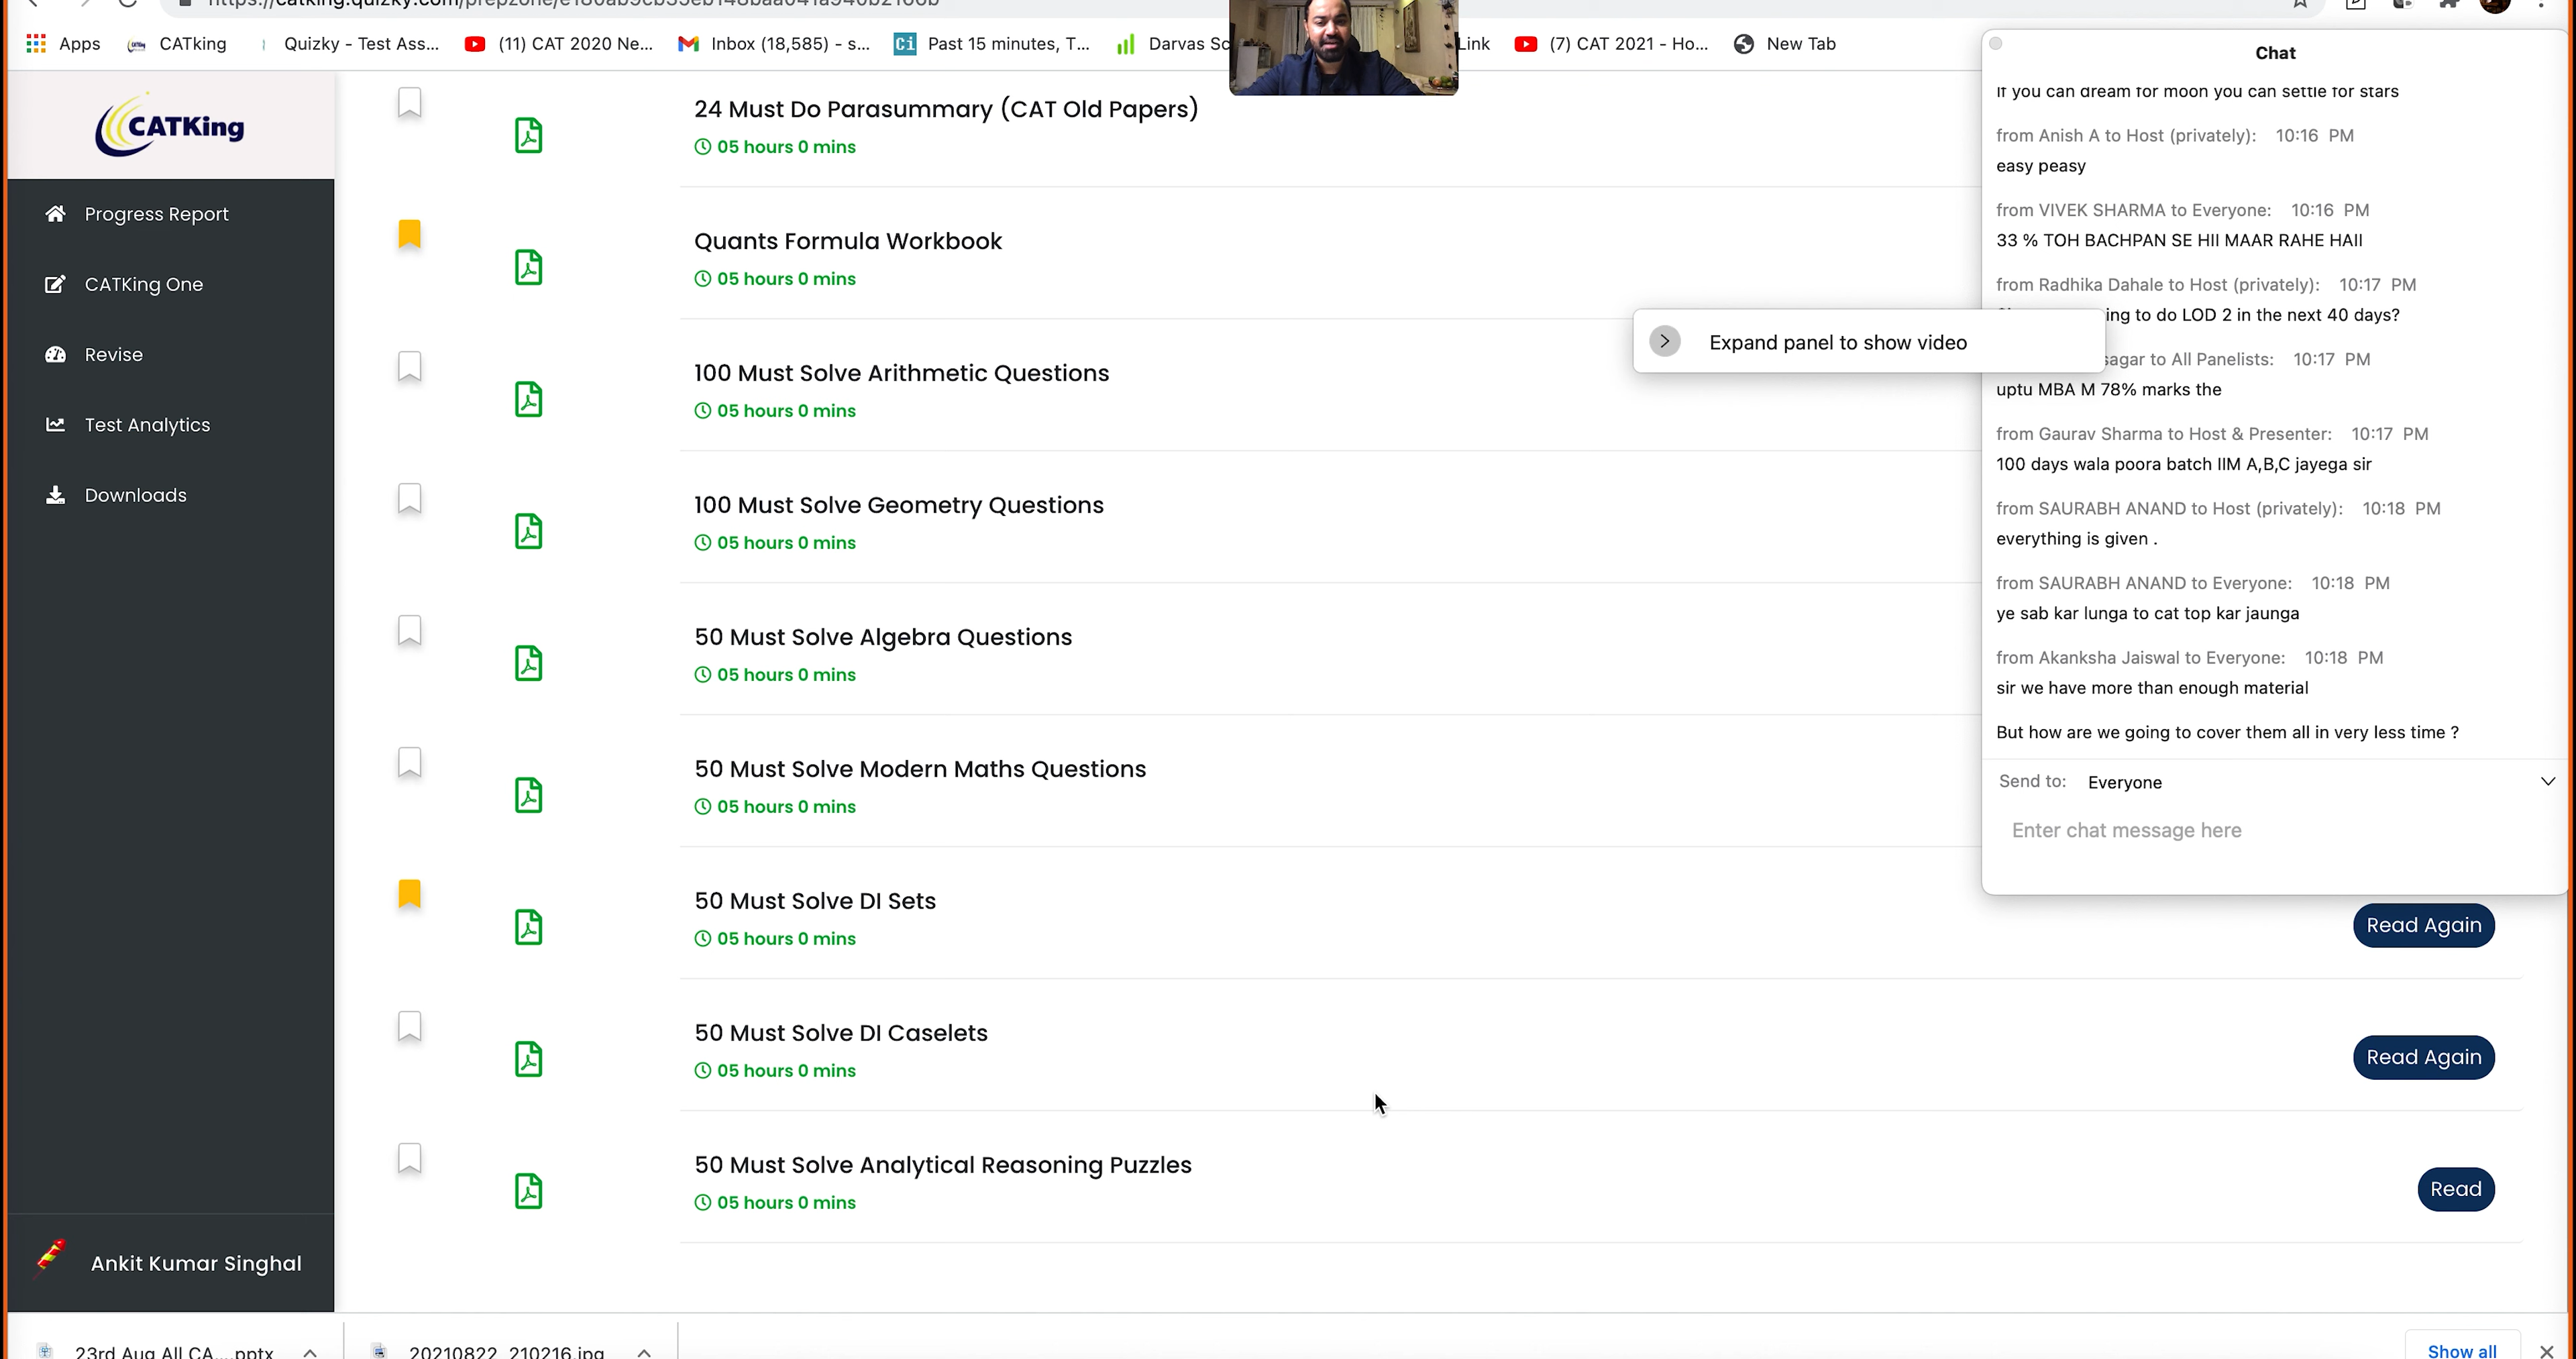 Apps
CATking
Quizky - Test Ass...
(11) CAT 2020 Ne...
Inbox (18,585) - s...
Past 15 minutes, T...
Darvas Sc
Link
(7) CAT 2021 - Ho...
New Tab
CATKing
Progress Report
CATKing One
Revise
Test Analytics
Downloads
Ankit Kumar Singhal
24 Must Do Parasummary (CAT Old Papers)
05 hours 0 mins
Quants Formula Workbook
05 hours 0 mins
100 Must Solve Arithmetic Questions
05 hours 0 mins
100 Must Solve Geometry Questions
05 hours 0 mins
50 Must Solve Algebra Questions
05 hours 0 mins
50 Must Solve Modern Maths Questions
05 hours 0 mins
50 Must Solve DI Sets
05 hours 0 mins
Read Again
50 Must Solve DI Caselets
05 hours 0 mins
Read Again
50 Must Solve Analytical Reasoning Puzzles
05 hours 0 mins
Read
Expand panel to show video
Chat
If you can dream for moon you can settle for stars
from Anish A to Host (privately): 10:16 PM
easy peasy
from VIVEK SHARMA to Everyone: 10:16 PM
33 % TOH BACHPAN SE HII MAAR RAHE HAII
from Radhika Dahale to Host (privately): 10:17 PM
ing to do LOD 2 in the next 40 days?
sagar to All Panelists: 10:17 PM
uptu MBA M 78% marks the
from Gaurav Sharma to Host & Presenter: 10:17 PM
100 days wala poora batch IIM A,B,C jayega sir
from SAURABH ANAND to Host (privately): 10:18 PM
everything is given .
from SAURABH ANAND to Everyone: 10:18 PM
ye sab kar lunga to cat top kar jaunga
from Akanksha Jaiswal to Everyone: 10:18 PM
sir we have more than enough material
But how are we going to cover them all in very less time ?
Send to: Everyone
Enter chat message here
23rd Aug All CA....pptx
20210822_210216.jpg
Show all